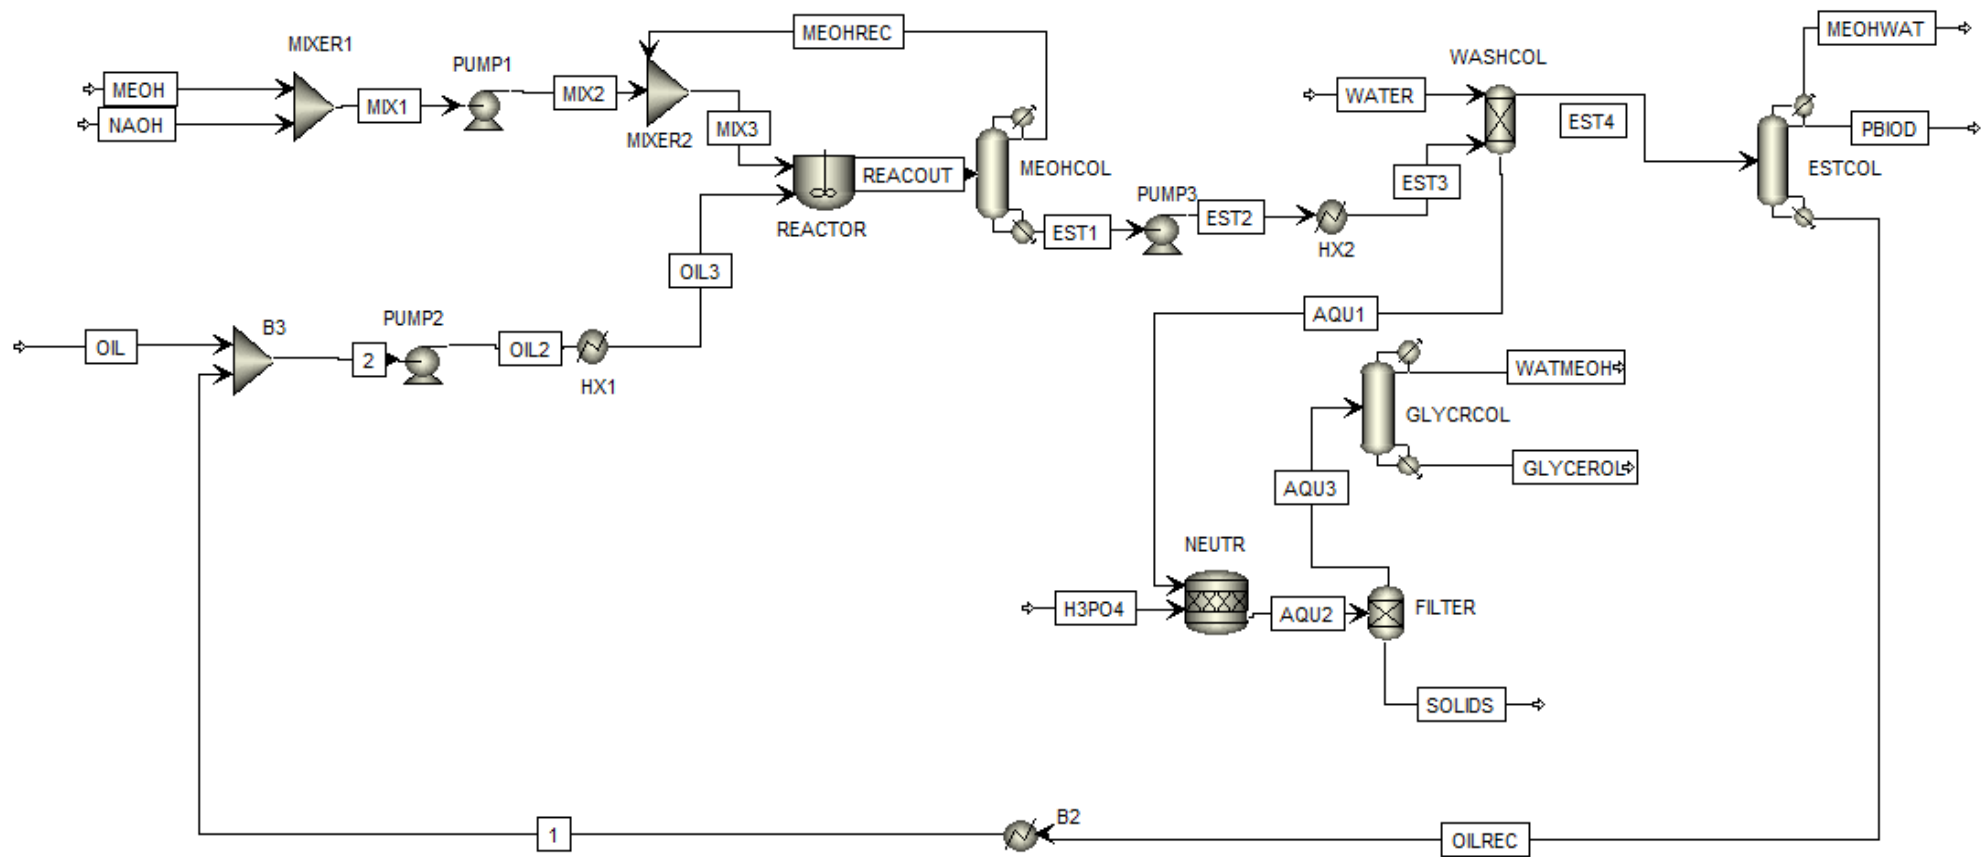 MIXER1
MEOH
NAOH
MIX1
PUMP1
MIX2
MEOHREC
MIXER2
MIX3
REACTOR
REACOUT
MEOHCOL
OIL3
EST1
PUMP3
EST2
HX2
WATER
WASHCOL
EST3
EST4
MEOHWAT
PBIOD
ESTCOL
OIL
B3
2
PUMP2
OIL2
HX1
AQU1
WATMEOH
GLYCRCOL
GLYCEROL
AQU3
NEUTR
H3PO4
AQU2
FILTER
SOLIDS
1
B2
OILREC